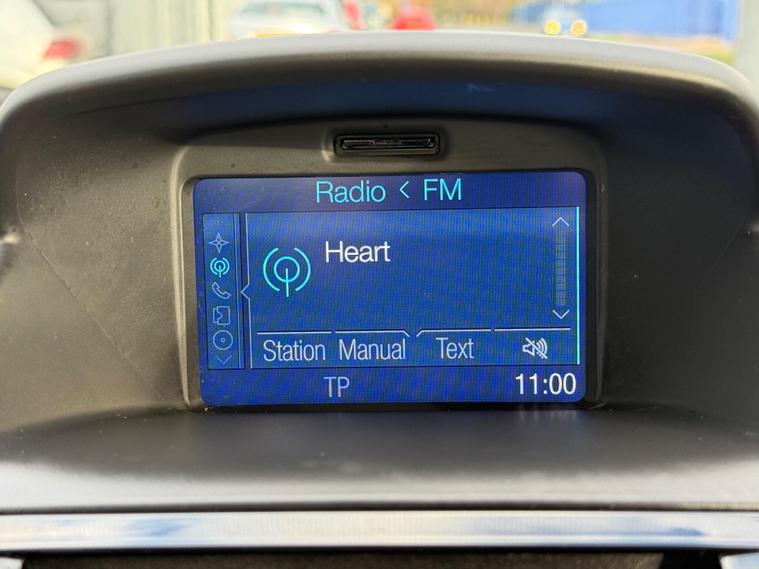 Radio < FM
Heart
Station Manual Text
TP 11:00